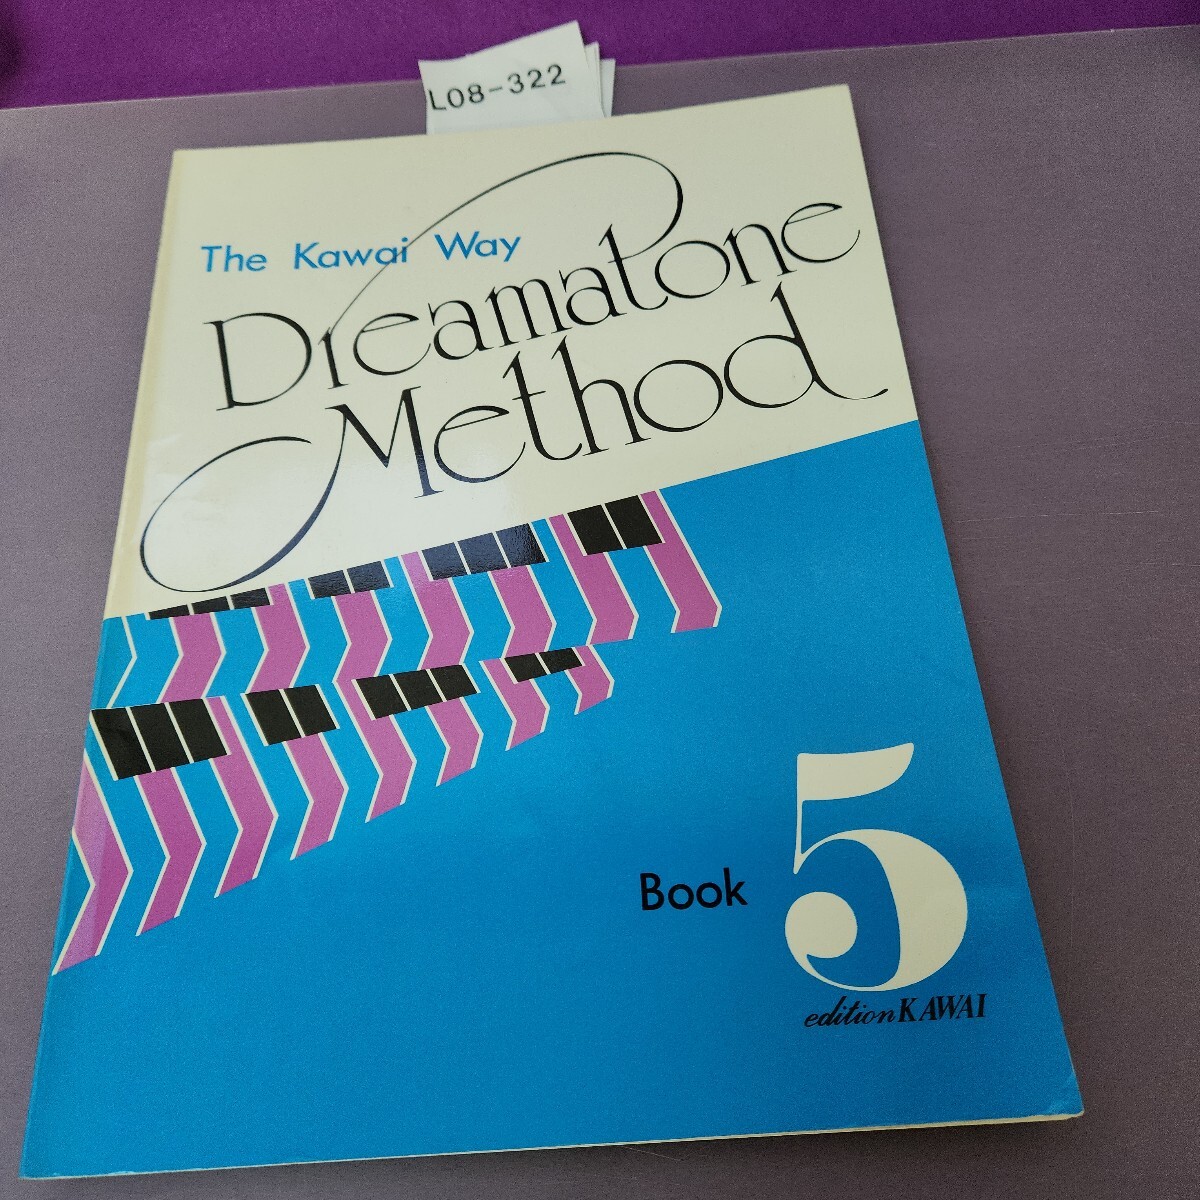 L08-322
The Kawai Way
Dreamatone
Method
Book 5
edition KAWAI